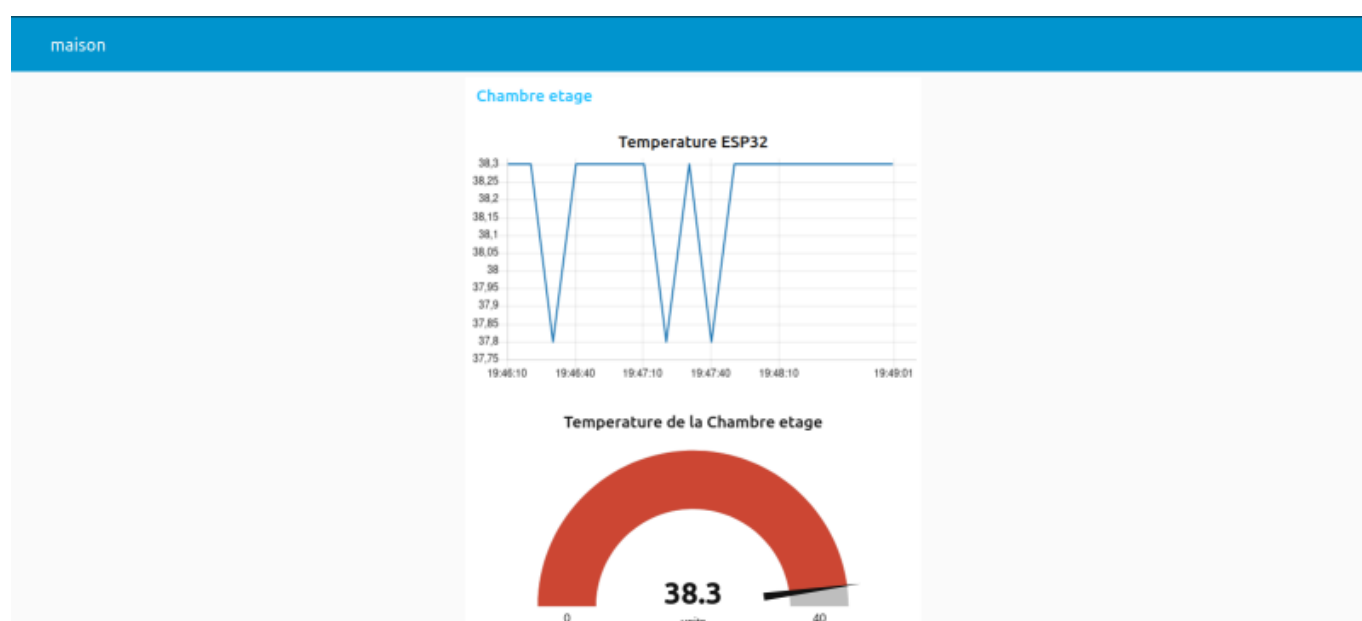 maison
Chambre etage
Temperature ESP32
38,3
38,25
38,2
38,15
38,1
38,05
38
37,95
37,9
37,85
37,8
37,75
19:46:10 19:46:40 19:47:10 19:47:40 19:48:10 19:49:01
Temperature de la Chambre etage
38.3
0 units 40